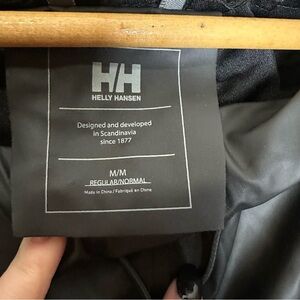 HH
HELLY HANSEN
Designed and developed
in Scandinavia
since 1877
M/M
REGULAR/NORMAL
Made in China / Fabriqué en Chine